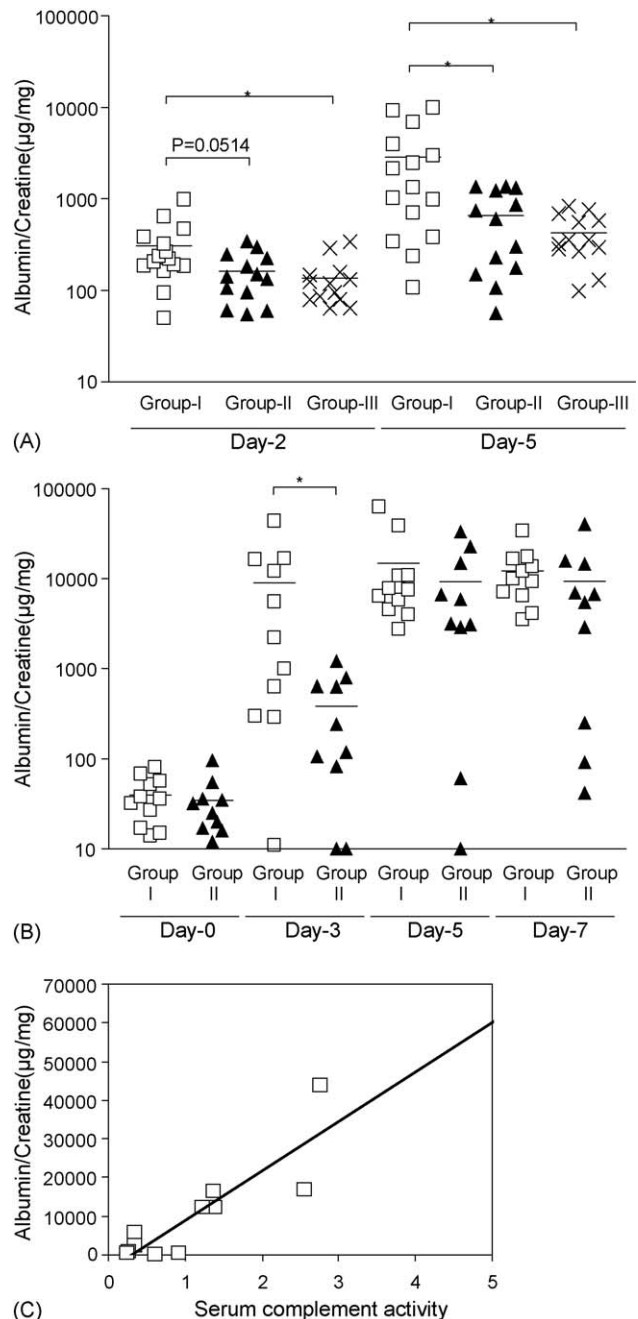 100000
*
*
10000
*
P=0.0514
1000
100
10
Albumin/Creatine(μg/mg)
Group-I Group-II Group-III Group-I Group-II Group-III
(A) Day-2 Day-5
100000
*
10000
1000
100
10
Albumin/Creatine(μg/mg)
Group Group Group Group Group Group Group Group
I II I II I II I II
(B) Day-0 Day-3 Day-5 Day-7
70000
60000
50000
40000
30000
20000
10000
0
Albumin/Creatine(μg/mg)
0 1 2 3 4 5
(C) Serum complement activity